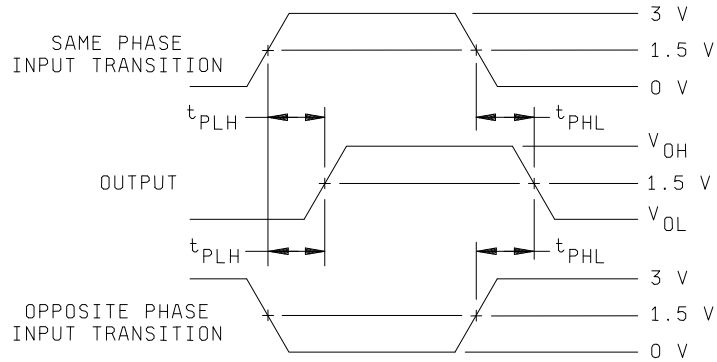 3 V
SAME PHASE
INPUT TRANSITION
1.5 V
0 V
tPLH
tPHL
VOH
OUTPUT
1.5 V
VOL
tPLH
tPHL
3 V
OPPOSITE PHASE
INPUT TRANSITION
1.5 V
0 V